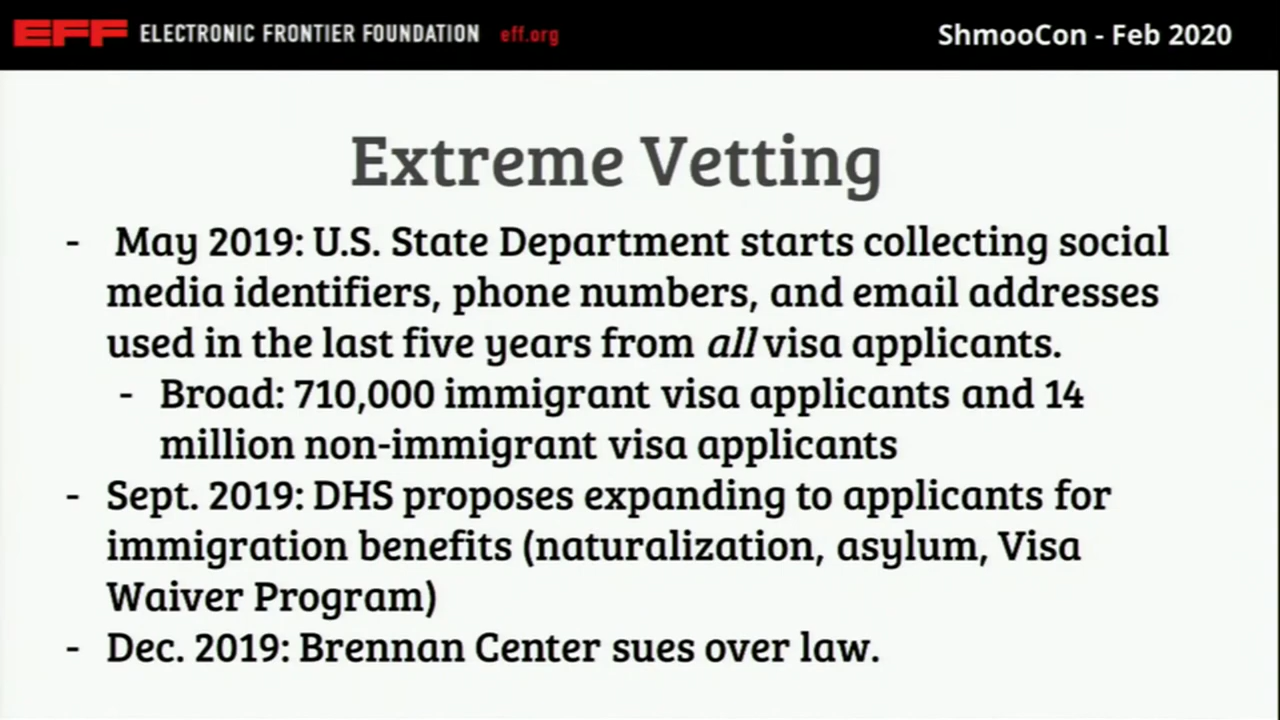 EFF ELECTRONIC FRONTIER FOUNDATION eff.org
ShmooCon - Feb 2020
Extreme Vetting
- May 2019: U.S. State Department starts collecting social
media identifiers, phone numbers, and email addresses
used in the last five years from all visa applicants.
- Broad: 710,000 immigrant visa applicants and 14
million non-immigrant visa applicants
- Sept. 2019: DHS proposes expanding to applicants for
immigration benefits (naturalization, asylum, Visa
Waiver Program)
- Dec. 2019: Brennan Center sues over law.